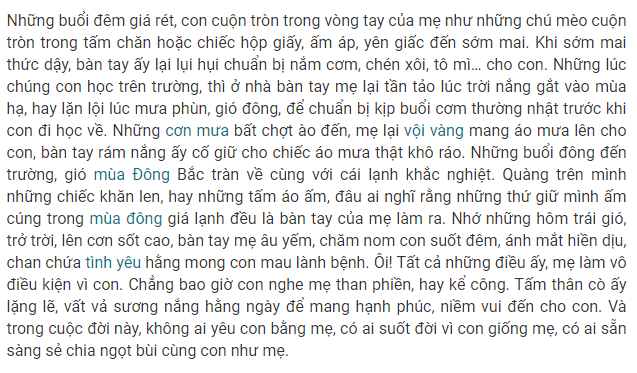 Những buổi đêm giá rét, con cuộn tròn trong vòng tay của mẹ như những chú mèo cuộn
tròn trong tấm chăn hoặc chiếc hộp giấy, ấm áp, yên giấc đến sớm mai. Khi sớm mai
thức dậy, bàn tay ấy lại lụi hụi chuẩn bị nắm cơm, chén xôi, tô mì… cho con. Những lúc
chúng con học trên trường, thì ở nhà bàn tay mẹ lại tần tảo lúc trời nắng gắt vào mùa
hạ, hay lặn lội lúc mưa phùn, gió đông, để chuẩn bị kịp buổi cơm thường nhật trước khi
con đi học về. Những cơn mưa bất chợt ào đến, mẹ lại vội vàng mang áo mưa lên cho
con, bàn tay rám nắng ấy cố giữ cho chiếc áo mưa thật khô ráo. Những buổi đông đến
trường, gió mùa Đông Bắc tràn về cùng với cái lạnh khắc nghiệt. Quàng trên mình
những chiếc khăn len, hay những tấm áo ấm, đâu ai nghĩ rằng những thứ giữ mình ấm
cúng trong mùa đông giá lạnh đều là bàn tay của mẹ làm ra. Nhớ những hôm trái gió,
trở trời, lên cơn sốt cao, bàn tay mẹ âu yếm, chăm nom con suốt đêm, ánh mắt hiền dịu,
chan chứa tình yêu hằng mong con mau lành bệnh. Ôi! Tất cả những điều ấy, mẹ làm vô
điều kiện vì con. Chẳng bao giờ con nghe mẹ than phiền, hay kể công. Tấm thân cò ấy
lặng lẽ, vất vả sương nắng hằng ngày để mang hạnh phúc, niềm vui đến cho con. Và
trong cuộc đời này, không ai yêu con bằng mẹ, có ai suốt đời vì con giống mẹ, có ai sẵn
sàng sẻ chia ngọt bùi cùng con như mẹ.